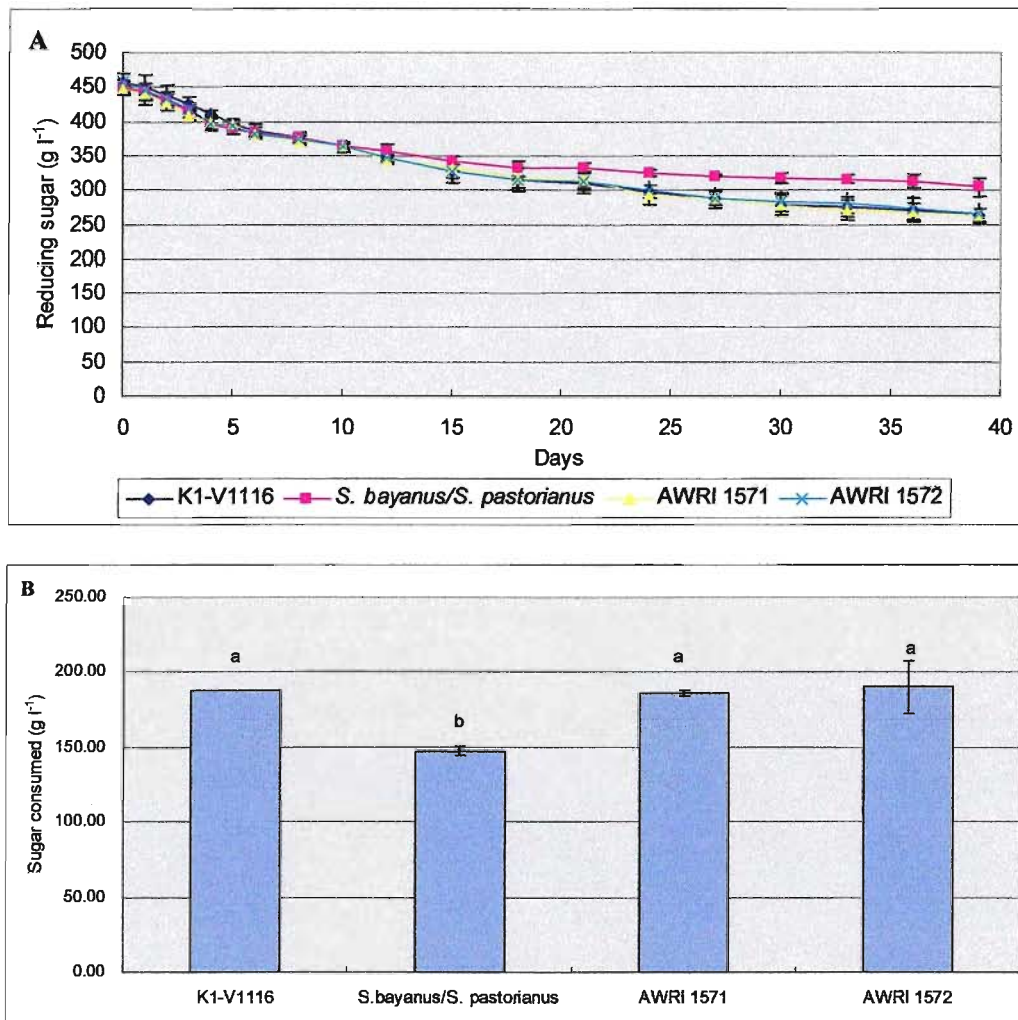 A
500
450
400
350
300
250
200
150
100
50
0
Reducing sugar (g l⁻¹)
0 5 10 15 20 25 30 35 40
Days
K1-V1116 S. bayanus/S. pastorianus AWRI 1571 AWRI 1572
B
250.00
200.00
150.00
100.00
50.00
0.00
Sugar consumed (g l⁻¹)
a
b
a
a
K1-V1116 S.bayanus/S. pastorianus AWRI 1571 AWRI 1572